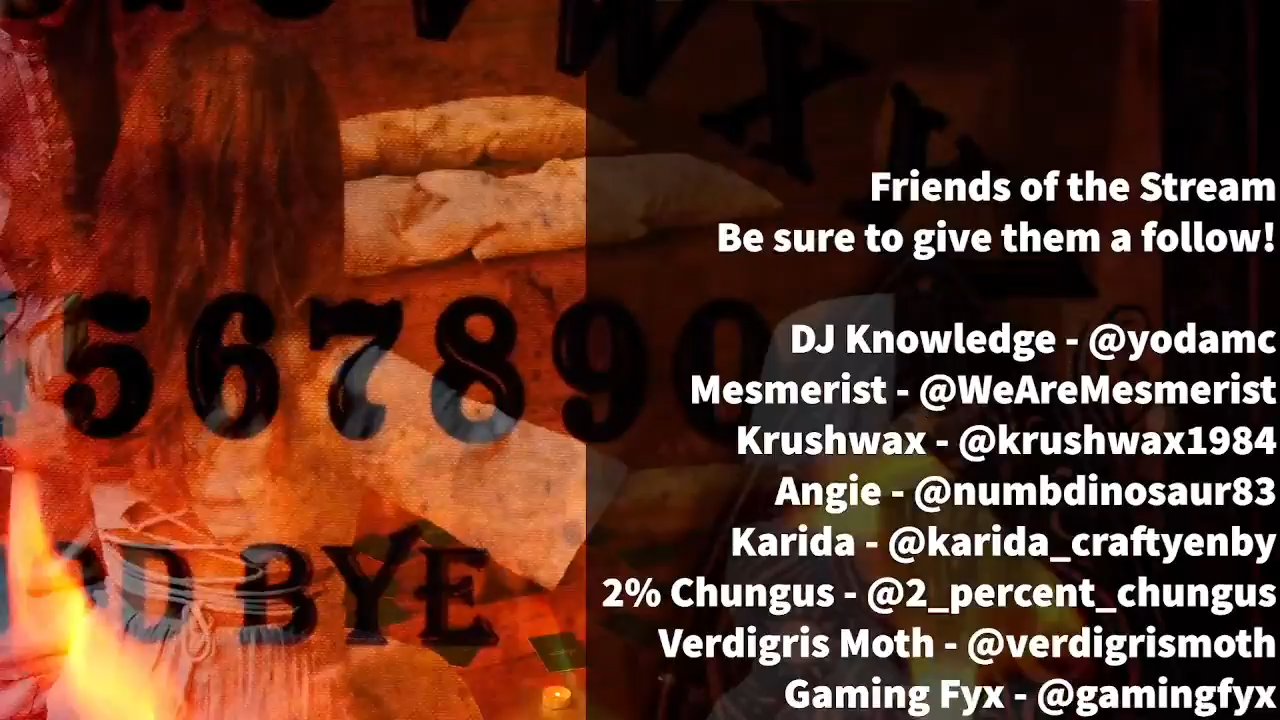 W X Y
Friends of the Stream
Be sure to give them a follow!
567890
DJ Knowledge - @yodamc
Mesmerist - @WeAreMesmerist
Krushwax - @krushwax1984
Angie - @numbdinosaur83
Karida - @karida_craftyenby
2% Chungus - @2_percent_chungus
BYE
Verdigris Moth - @verdigrismoth
Gaming Fyx - @gamingfyx